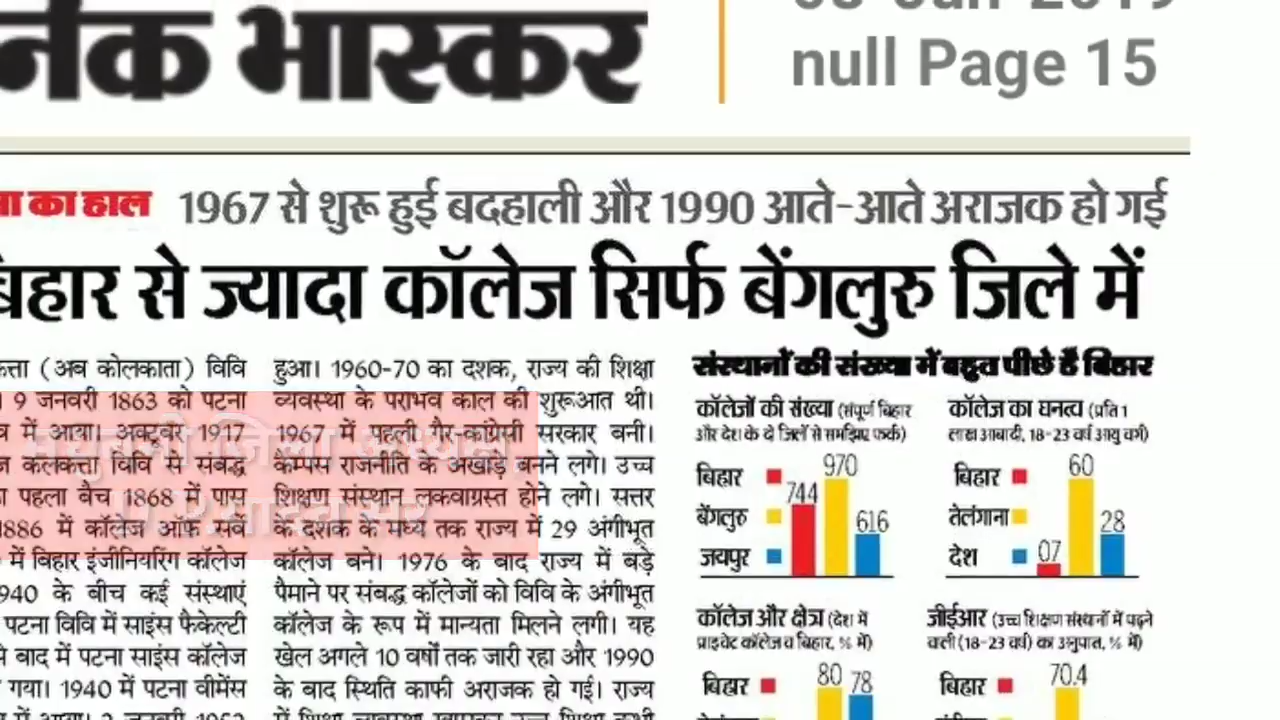 र्नक भास्कर
null Page 15
का हाल 1967 से शुरू हुई बदहाली और 1990 आते-आते अराजक हो गई
बिहार से ज्यादा कॉलेज सिर्फ बेंगलुरु जिले में
(अब कोलकाता) विवि
9 जनवरी 1863 को पटना
में आया। अक्टूबर 1917
कलकत्ता विवि से संबद्ध
पहला बैच 1868 में पास
1886 में कॉलेज ऑफ सर्वे
में बिहार इंजीनियरिंग कॉलेज
940 के बीच कई संस्थाएं
पटना विवि में साइंस फैकेल्टी
बाद में पटना साइंस कॉलेज
गया। 1940 में पटना वीमेंस
हुआ। 1960-70 का दशक, राज्य की शिक्षा
व्यवस्था के पराभव काल की शुरूआत थी।
1967 में पहली गैर-कांग्रेसी सरकार बनी।
कैम्पस राजनीति के अखाड़े बनने लगे। उच्च
शिक्षण संस्थान लकवाग्रस्त होने लगे। सत्तर
के दशक के मध्य तक राज्य में 29 अंगीभूत
कॉलेज बने। 1976 के बाद राज्य में बड़े
पैमाने पर संबद्ध कॉलेजों को विवि के अंगीभूत
कॉलेज के रूप में मान्यता मिलने लगी। यह
खेल अगले 10 वर्षों तक जारी रहा और 1990
के बाद स्थिति काफी अराजक हो गई। राज्य
संस्थानों की संख्या में बहुत पीछे है बिहार
कॉलेजों की संख्या (संपूर्ण बिहार
और देश के दो जिलों से समझिए फर्क)
बिहार
बेंगलुरु
जयपुर
744
970
616
कॉलेज का घनत्व (प्रति 1
लाख आबादी, 18-23 वर्ष आयु वर्ग)
बिहार
तेलंगाना
देश
07
60
28
कॉलेज और क्षेत्र (देश में
प्राइवेट कॉलेज व बिहार, % में)
बिहार
80
78
जीईआर (उच्च शिक्षण संस्थानों में पढ़ने
वाले (18-23 वर्ष) का अनुपात, % में)
बिहार
70.4